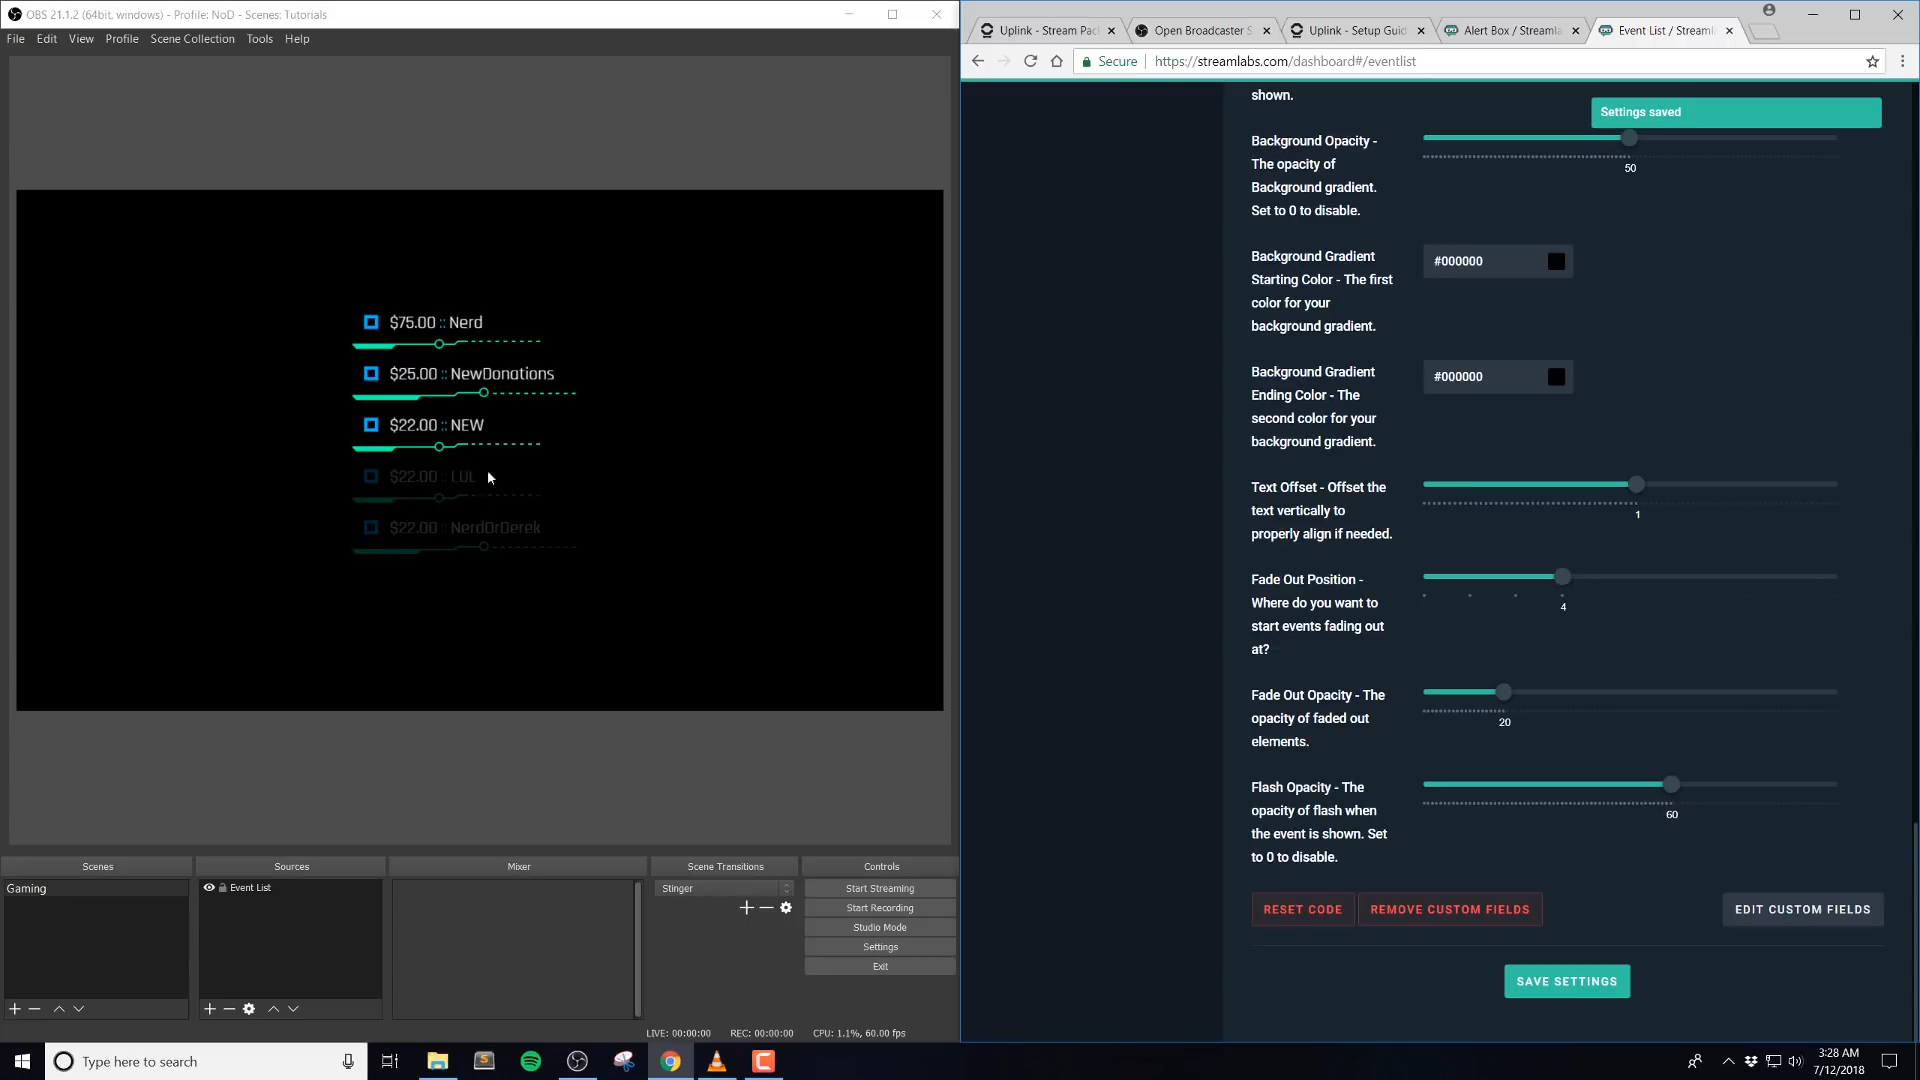 OBS 21.1.2 (64bit, windows) - Profile: NoD - Scenes: Tutorials
File Edit View Profile Scene Collection Tools Help
$75.00 :: Nerd
$25.00 :: NewDonations
$22.00 :: NEW
$22.00 :: LUL
$22.00 :: NerdOrDerek
Scenes
Sources
Mixer
Scene Transitions
Controls
Gaming
Event List
Stinger
Start Streaming
Start Recording
Studio Mode
Settings
Exit
LIVE: 00:00:00 REC: 00:00:00 CPU: 1.1%, 60.00 fps
Uplink - Stream Pac
Open Broadcaster S
Uplink - Setup Guid
Alert Box / Streamla
Event List / Streaml
Secure https://streamlabs.com/dashboard#/eventlist
shown.
Settings saved
Background Opacity -
The opacity of
Background gradient.
Set to 0 to disable.
50
Background Gradient
Starting Color - The first
color for your
background gradient.
#000000
Background Gradient
Ending Color - The
second color for your
background gradient.
#000000
Text Offset - Offset the
text vertically to
properly align if needed.
1
Fade Out Position -
Where do you want to
start events fading out
at?
4
Fade Out Opacity - The
opacity of faded out
elements.
20
Flash Opacity - The
opacity of flash when
the event is shown. Set
to 0 to disable.
60
RESET CODE
REMOVE CUSTOM FIELDS
EDIT CUSTOM FIELDS
SAVE SETTINGS
Type here to search
3:28 AM
7/12/2018